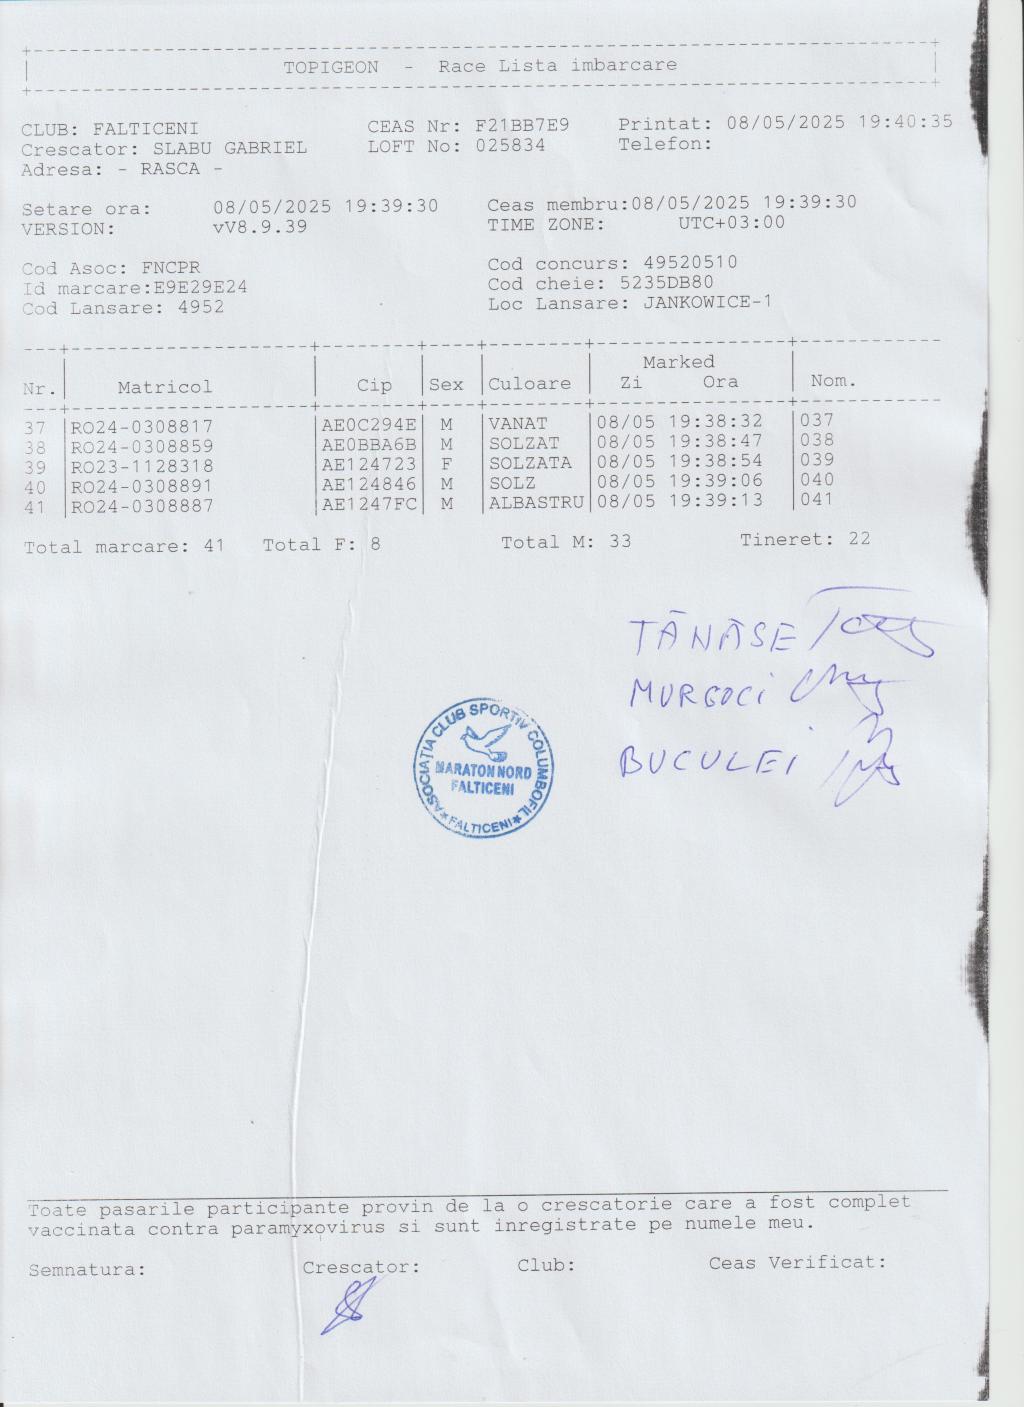 TOPIGEON - Race Lista imbarcare
CLUB: FALTICENI CEAS Nr: F21BB7E9 Printat: 08/05/2025 19:40:35
Crescator: SLABU GABRIEL LOFT No: 025834 Telefon:
Adresa: - RASCA -
Setare ora: 08/05/2025 19:39:30 Ceas membru:08/05/2025 19:39:30
VERSION: vV8.9.39 TIME ZONE: UTC+03:00
Cod Asoc: FNCPR Cod concurs: 49520510
Id marcare:E9E29E24 Cod cheie: 5235DB80
Cod Lansare: 4952 Loc Lansare: JANKOWICE-1
Marked
Nr. Matricol Cip Sex Culoare Zi Ora Nom.
37 RO24-0308817 AE0C294E M VANAT 08/05 19:38:32 037
38 RO24-0308859 AE0BBA6B M SOLZAT 08/05 19:38:47 038
39 RO23-1128318 AE124723 F SOLZATA 08/05 19:38:54 039
40 RO24-0308891 AE124846 M SOLZ 08/05 19:39:06 040
41 RO24-0308887 AE1247FC M ALBASTRU 08/05 19:39:13 041
Total marcare: 41 Total F: 8 Total M: 33 Tineret: 22
TĂNĂSE
MURGOCI
BUCULEI
ASOCIAȚIA CLUB SPORTIV COLUMBOFIL
MARATON NORD
FALTICENI
* FALTICENI *
Toate pasarile participante provin de la o crescatorie care a fost complet
vaccinata contra paramyxovirus si sunt inregistrate pe numele meu.
Semnatura: Crescator: Club: Ceas Verificat: